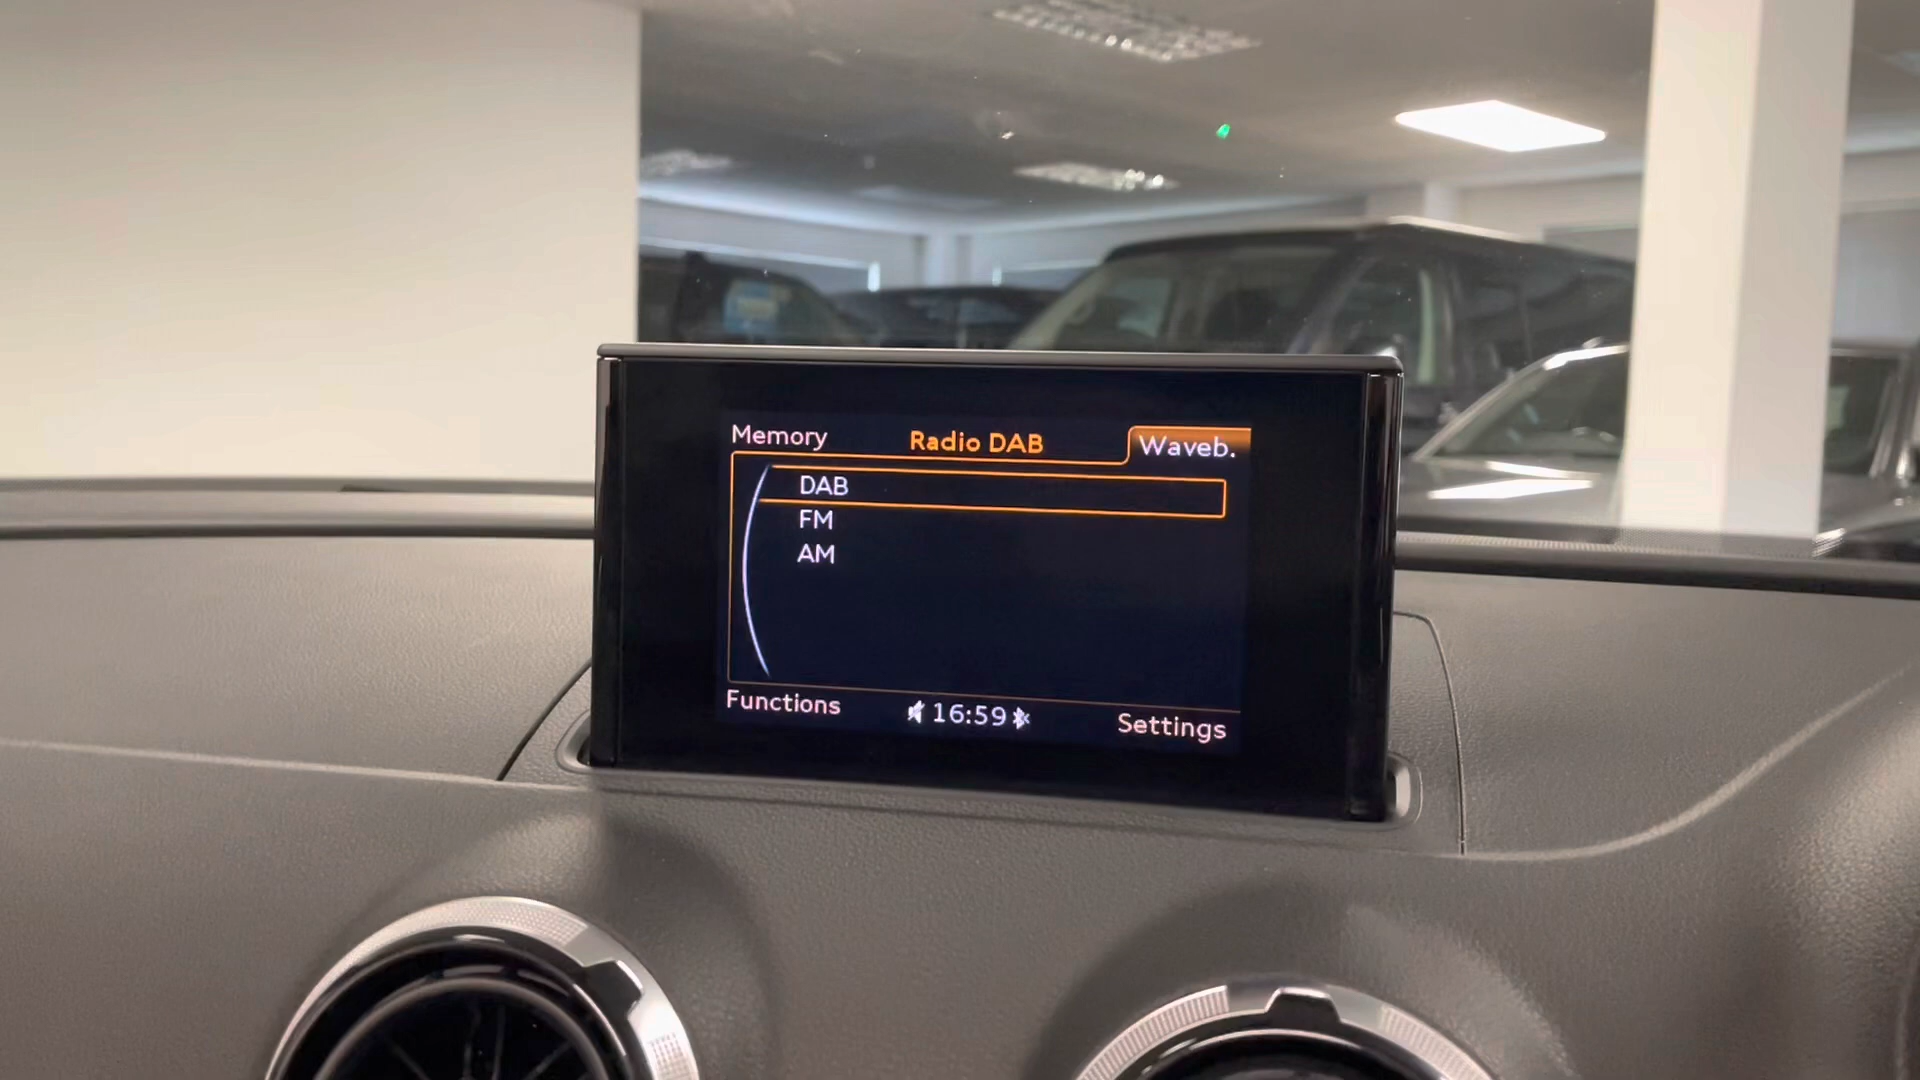 Memory Radio DAB Waveb.
DAB
FM
AM
Functions 16:59 Settings